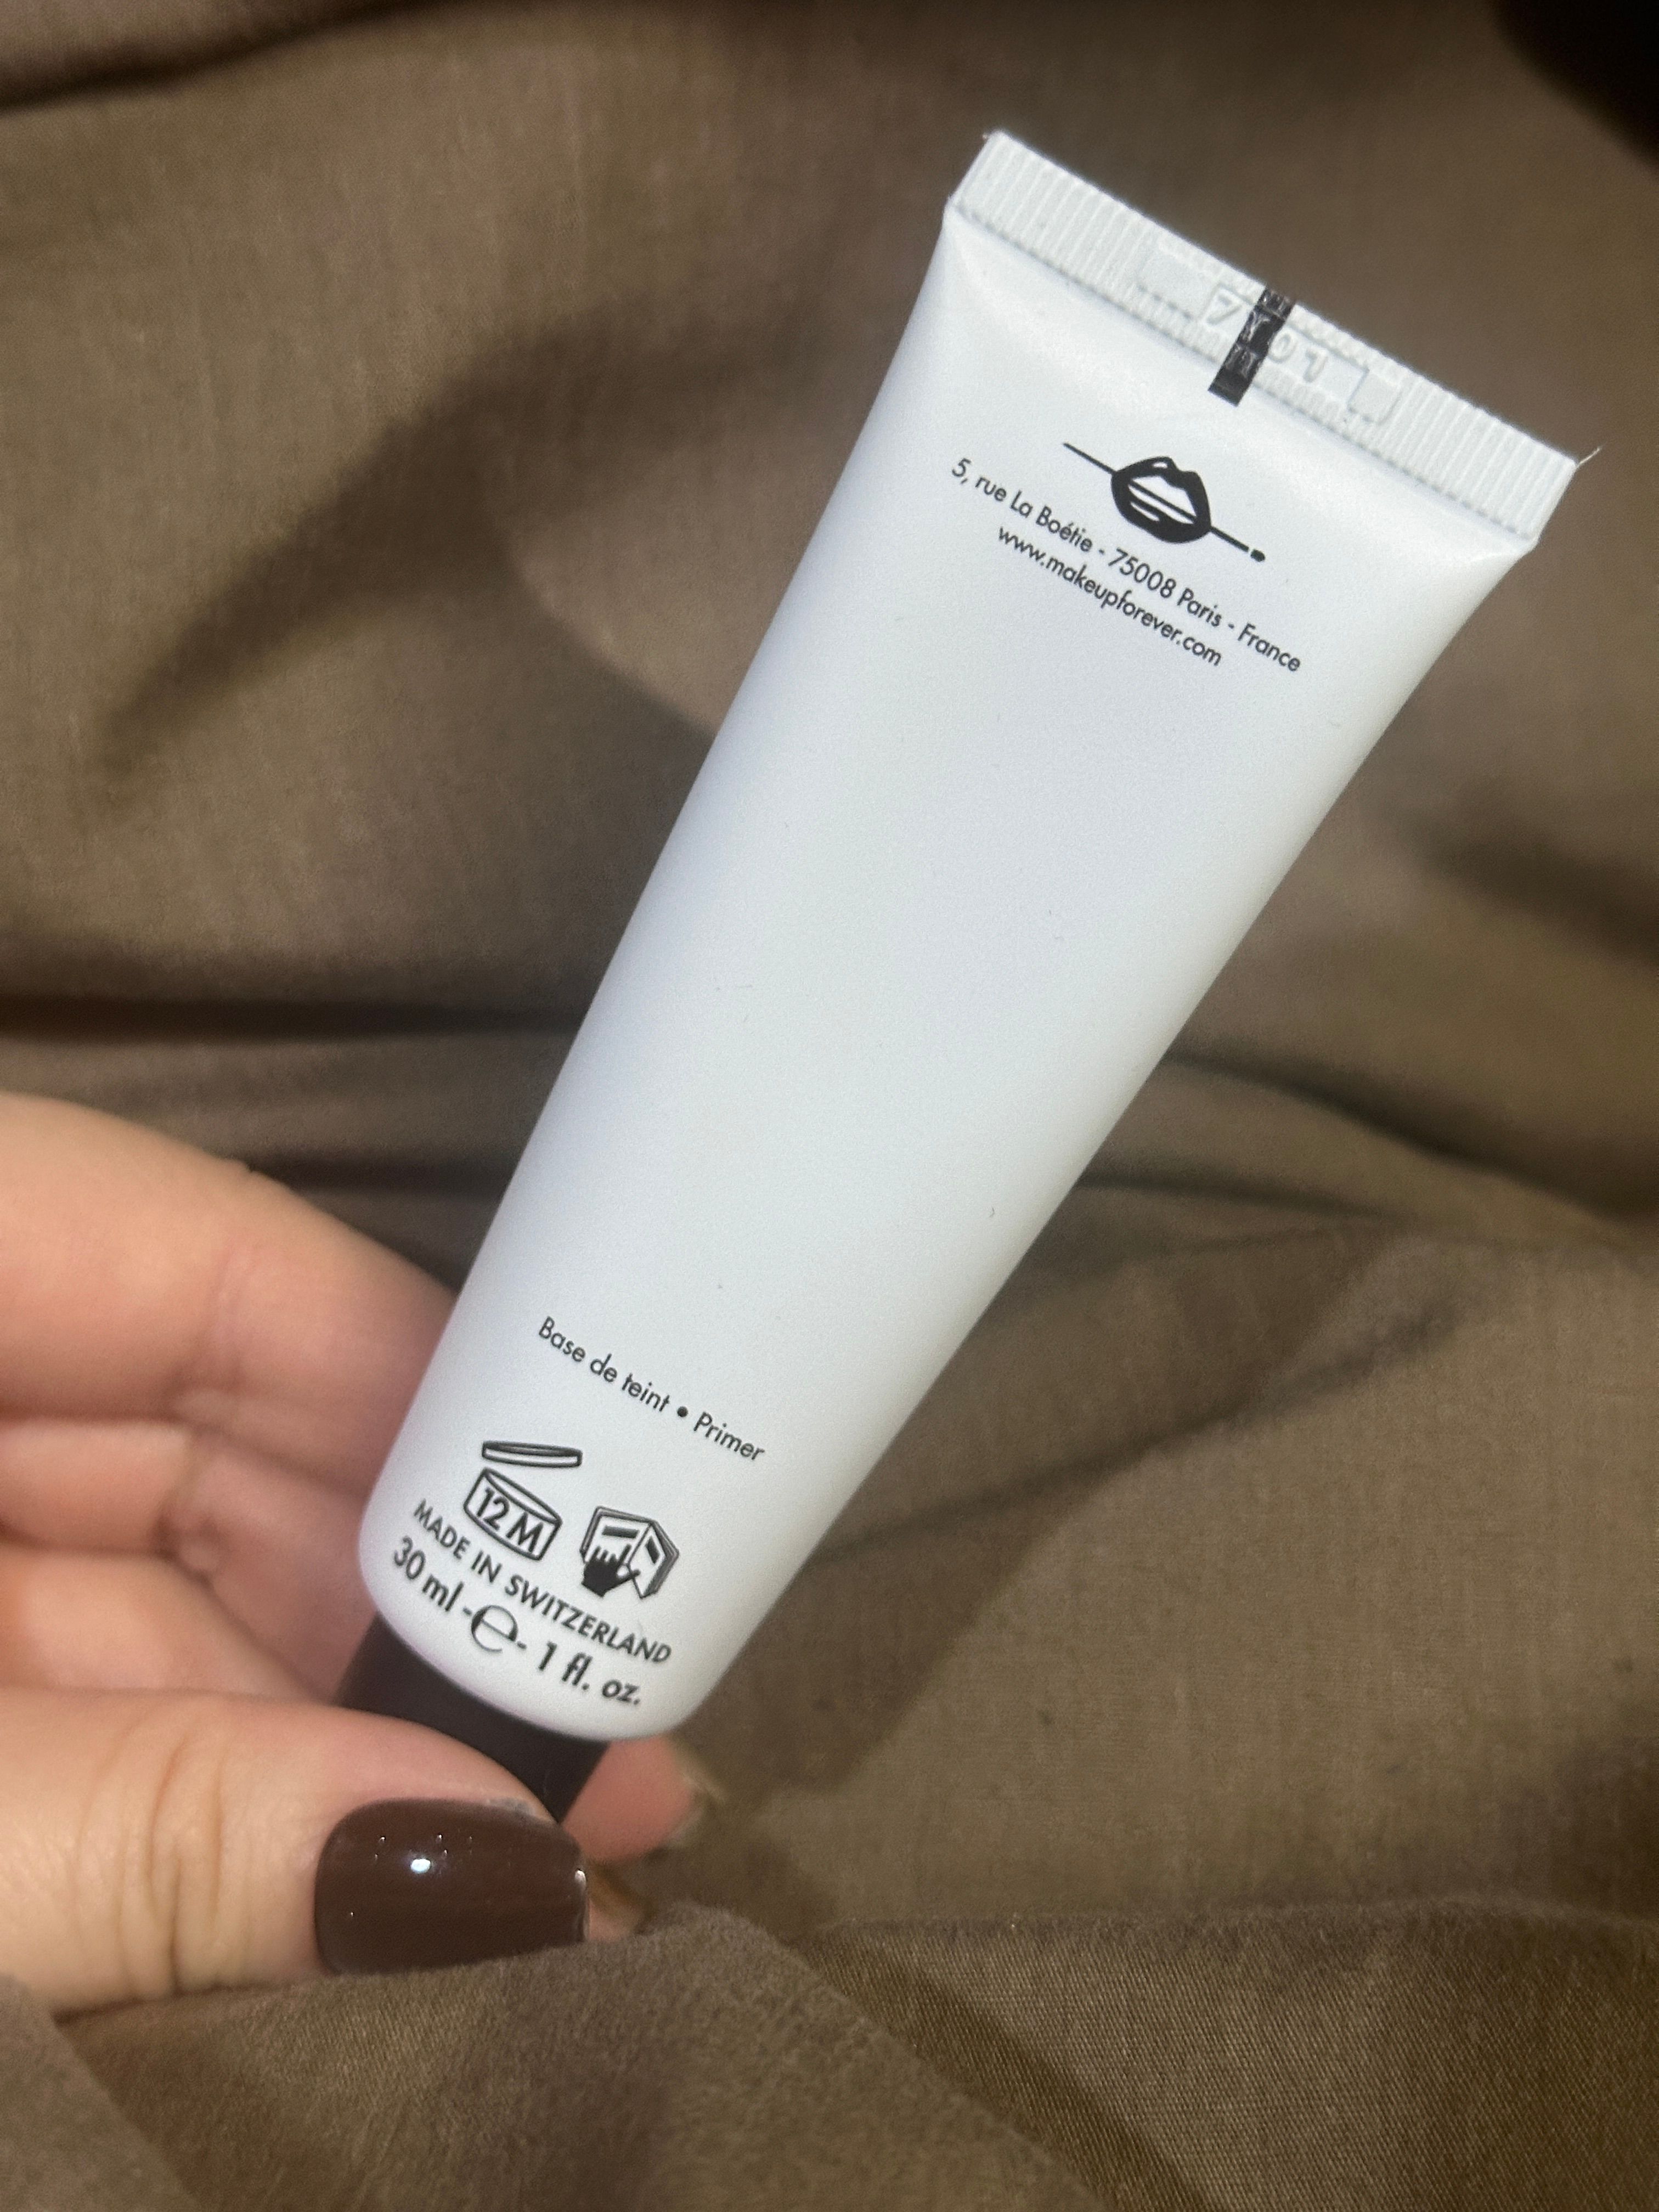 5, rue La Boétie - 75008 Paris - France
www.makeupforever.com
Base de teint • Primer
12 M
MADE IN SWITZERLAND
30 ml - ℮ - 1 fl. oz.